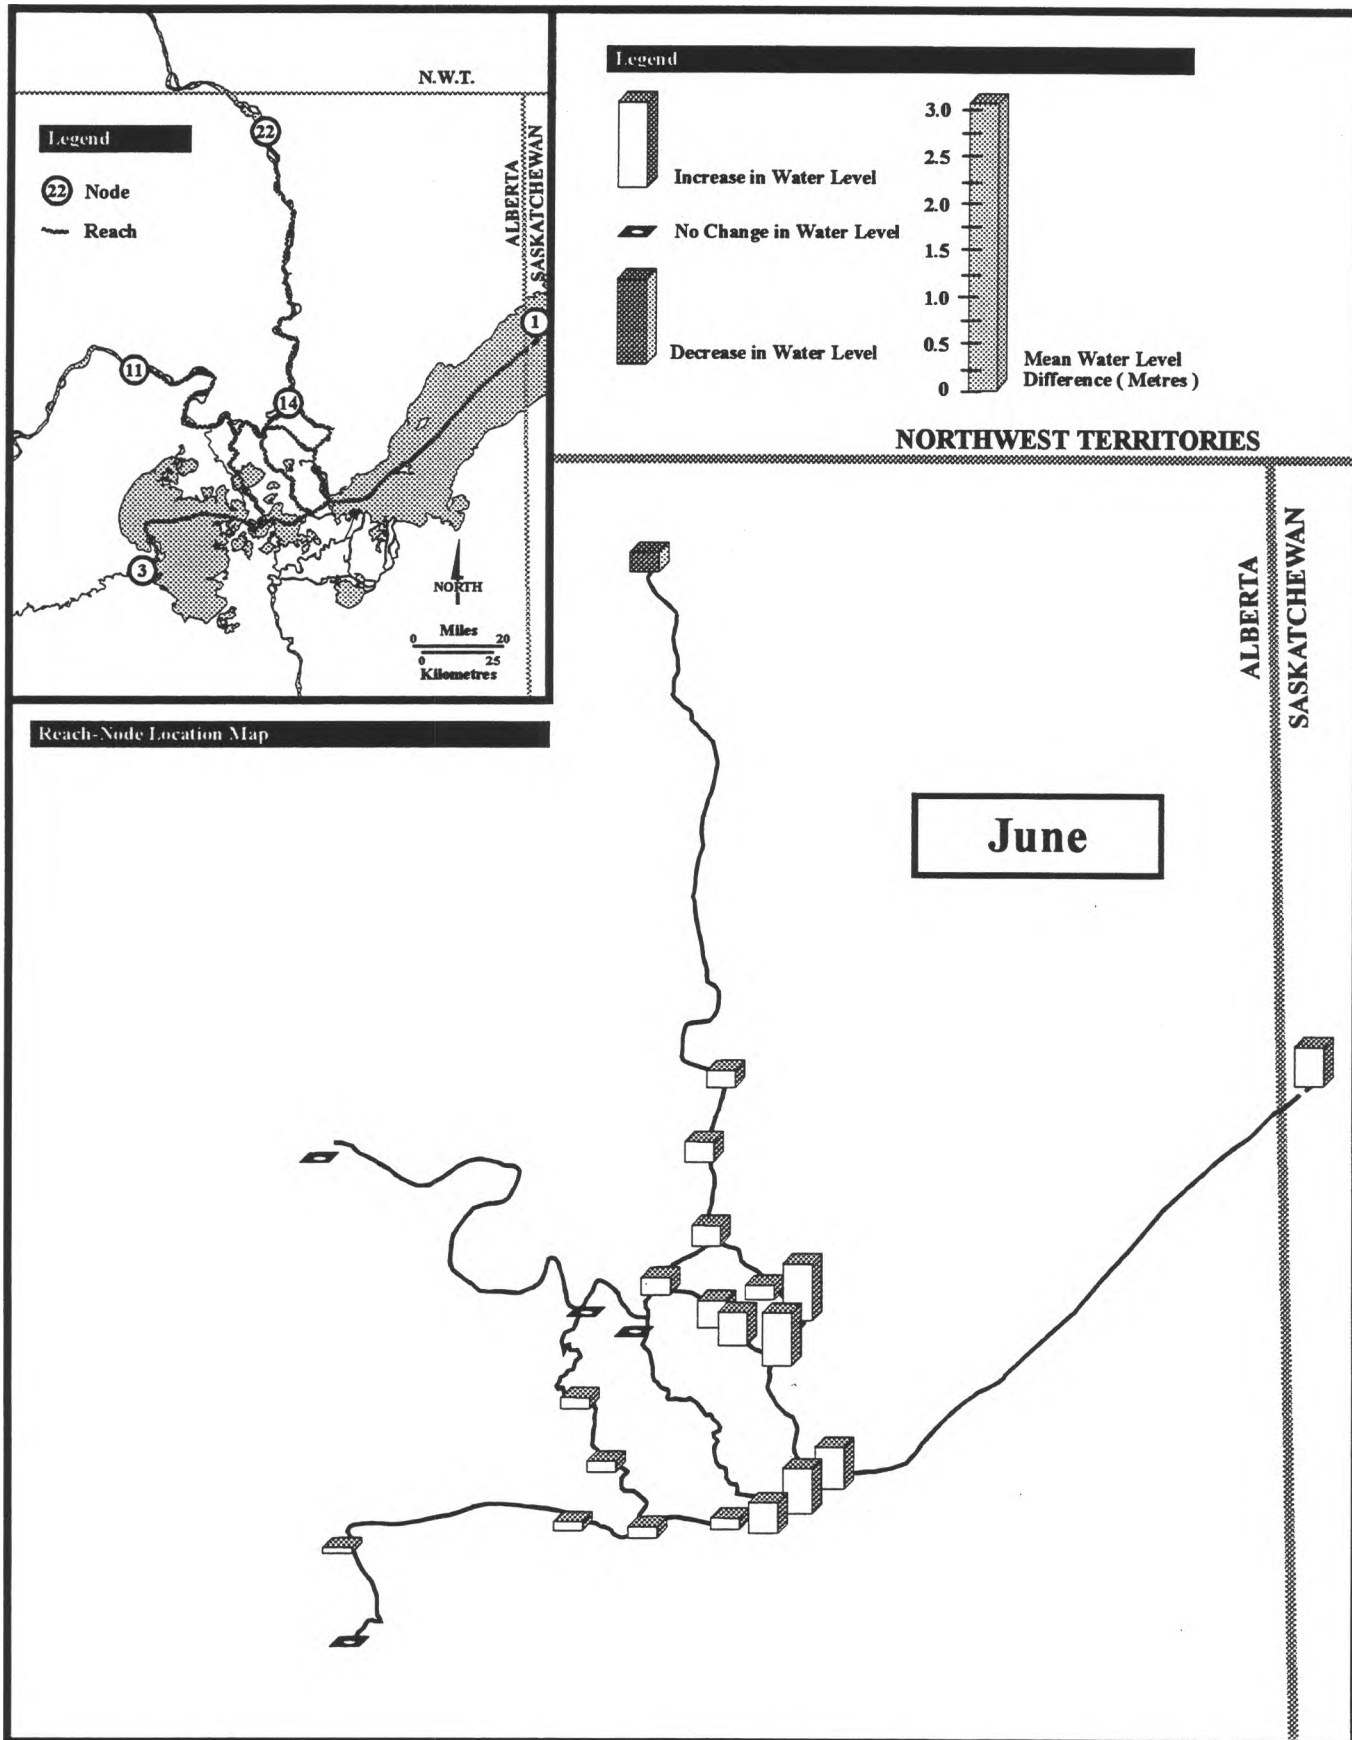 N.W.T.
Legend
22
22 Node
Reach
ALBERTA
SASKATCHEWAN
1
11
14
3
NORTH
Miles
0 20
0 25
Kilometres
Reach-Node Location Map
Legend
Increase in Water Level
No Change in Water Level
Decrease in Water Level
3.0
2.5
2.0
1.5
1.0
0.5
0
Mean Water Level
Difference ( Metres )
NORTHWEST TERRITORIES
ALBERTA
SASKATCHEWAN
June